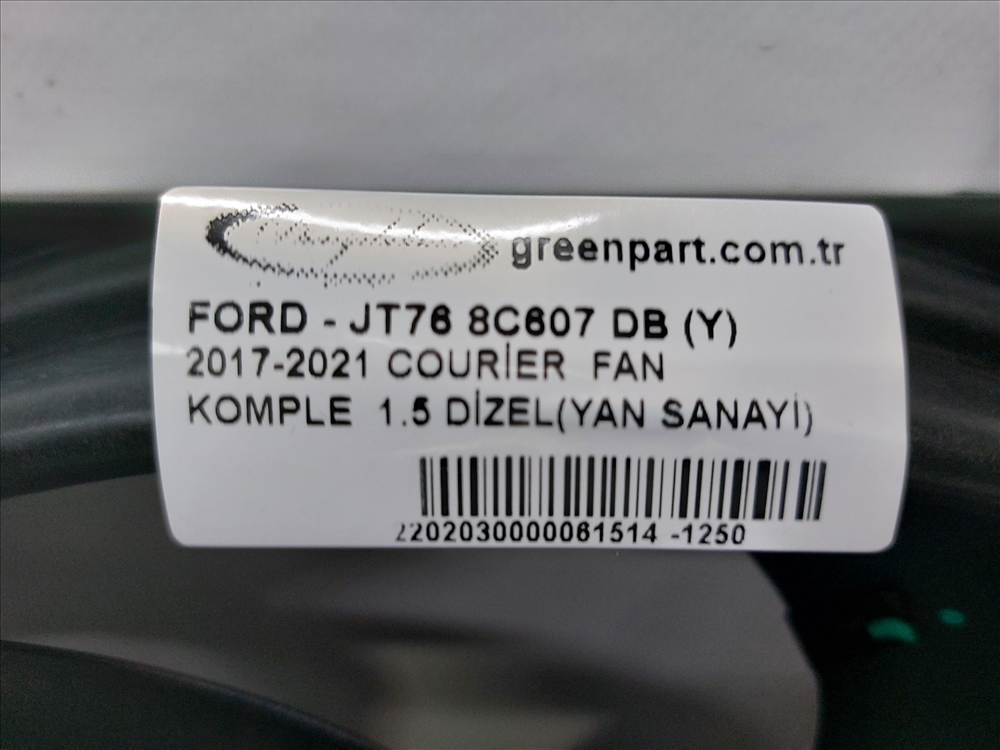 greenpart.com.tr
FORD - JT76 8C607 DB (Y)
2017-2021 COURİER FAN
KOMPLE 1.5 DİZEL(YAN SANAYİ)
2202030000061514 -1250